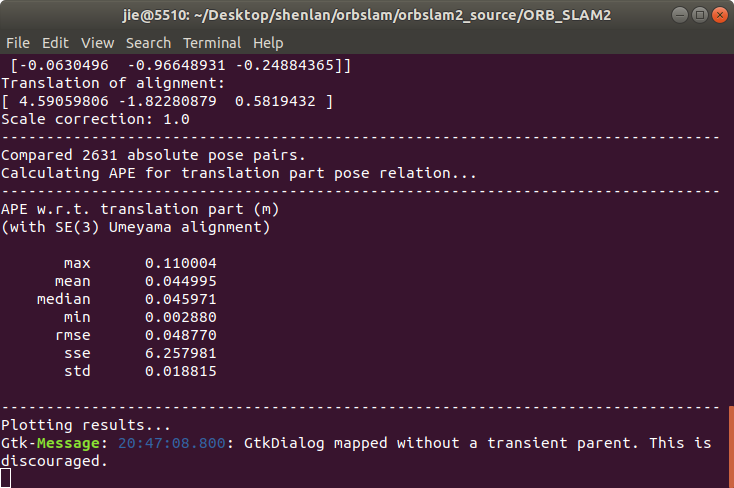 jie@5510: ~/Desktop/shenlan/orbslam/orbslam2_source/ORB_SLAM2
File Edit View Search Terminal Help
[-0.0630496 -0.96648931 -0.24884365]]
Translation of alignment:
[ 4.59059806 -1.82280879 0.5819432 ]
Scale correction: 1.0
--------------------------------------------------------------------------------
Compared 2631 absolute pose pairs.
Calculating APE for translation part pose relation...
--------------------------------------------------------------------------------
APE w.r.t. translation part (m)
(with SE(3) Umeyama alignment)
max 0.110004
mean 0.044995
median 0.045971
min 0.002880
rmse 0.048770
sse 6.257981
std 0.018815
--------------------------------------------------------------------------------
Plotting results...
Gtk-Message: 20:47:08.800: GtkDialog mapped without a transient parent. This is
discouraged.